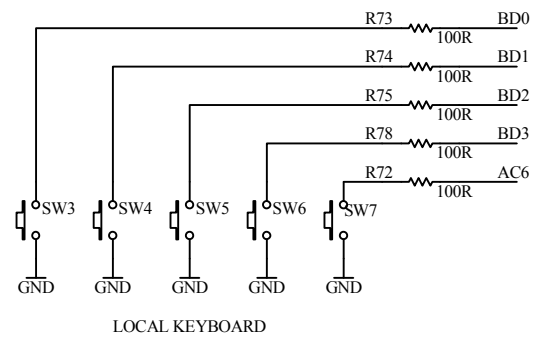 R73 BD0
100R
R74 BD1
100R
R75 BD2
100R
R78 BD3
100R
R72 AC6
100R
SW3 SW4 SW5 SW6 SW7
GND GND GND GND GND
LOCAL KEYBOARD